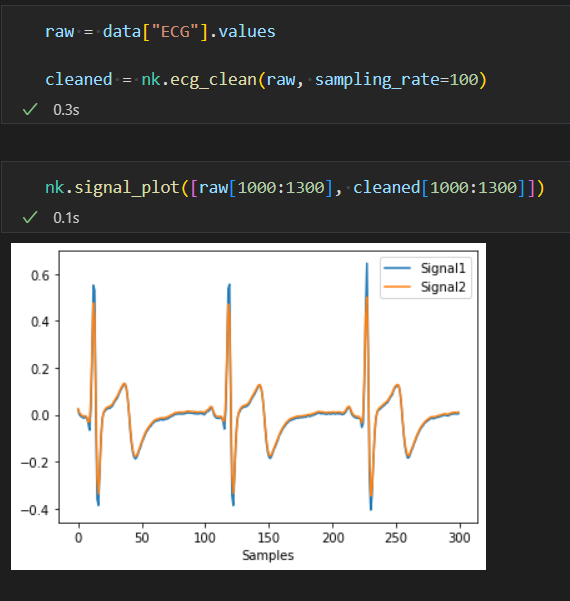 raw = data["ECG"].values
cleaned = nk.ecg_clean(raw, sampling_rate=100)
0.3s
nk.signal_plot([raw[1000:1300], cleaned[1000:1300]])
0.1s
Signal1
Signal2
0.6
0.4
0.2
0.0
−0.2
−0.4
0 50 100 150 200 250 300
Samples